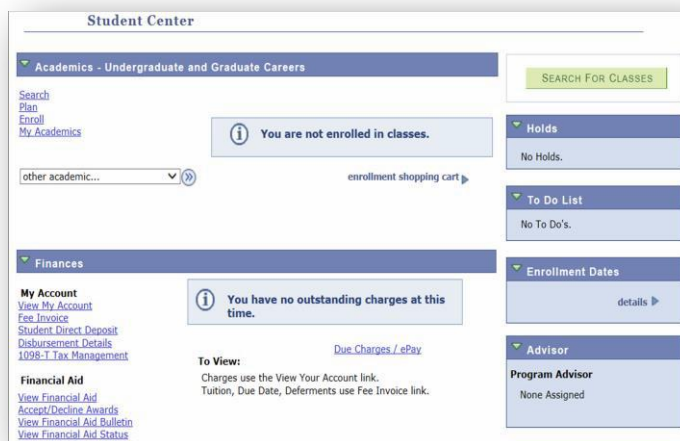 Student Center
Academics - Undergraduate and Graduate Careers
Search
Plan
Enroll
My Academics
You are not enrolled in classes.
other academic...
enrollment shopping cart
Finances
My Account
View My Account
Fee Invoice
Student Direct Deposit
Disbursement Details
1098-T Tax Management
Financial Aid
View Financial Aid
Accept/Decline Awards
View Financial Aid Bulletin
View Financial Aid Status
You have no outstanding charges at this
time.
Due Charges / ePay
To View:
Charges use the View Your Account link.
Tuition, Due Date, Deferments use Fee Invoice link.
SEARCH FOR CLASSES
Holds
No Holds.
To Do List
No To Do's.
Enrollment Dates
details
Advisor
Program Advisor
None Assigned